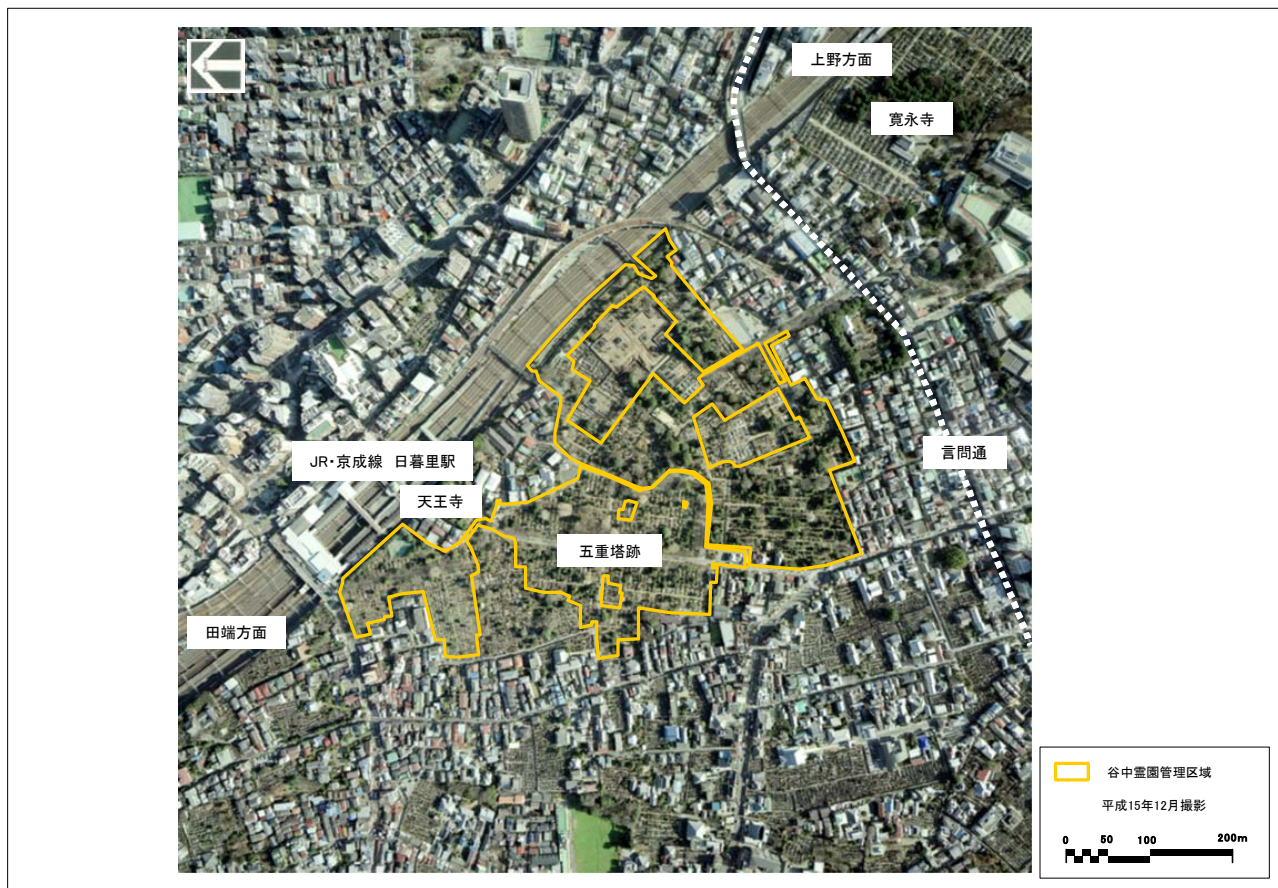 上野方面
寛永寺
JR・京成線 日暮里駅
言問通
天王寺
五重塔跡
田端方面
谷中霊園管理区域
平成15年12月撮影
0 50 100 200m